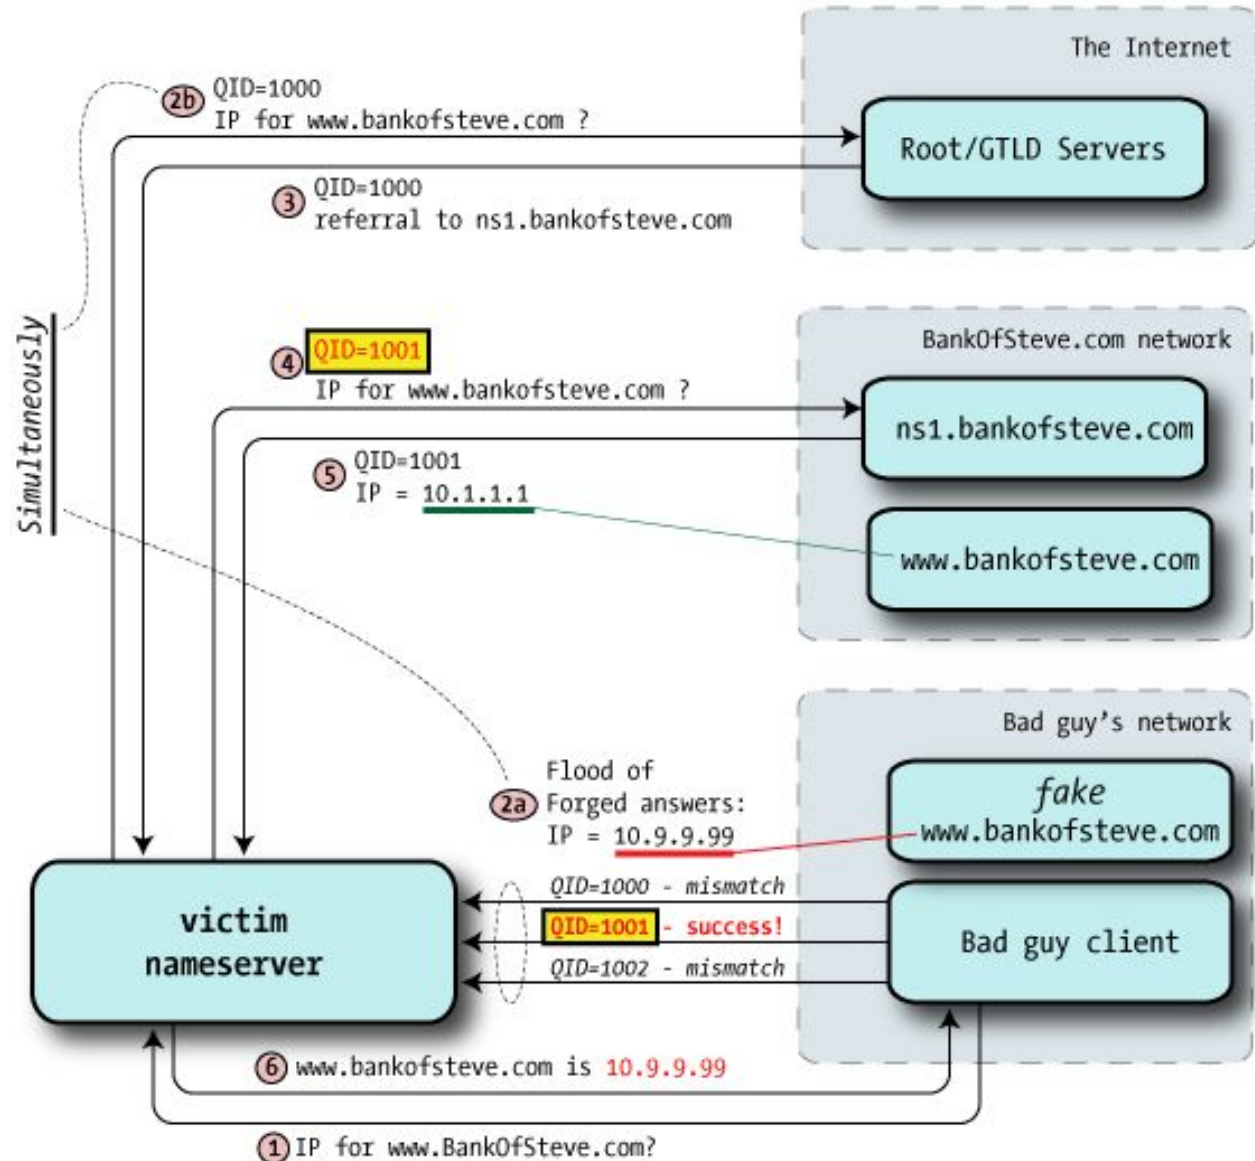 The Internet
2b QID=1000
IP for www.bankofsteve.com ?
Root/GTLD Servers
3 QID=1000
referral to ns1.bankofsteve.com
Simultaneously
BankOfSteve.com network
4 QID=1001
IP for www.bankofsteve.com ?
ns1.bankofsteve.com
5 QID=1001
IP = 10.1.1.1
www.bankofsteve.com
Bad guy's network
2a Flood of
Forged answers:
IP = 10.9.9.99
fake
www.bankofsteve.com
victim
nameserver
QID=1000 - mismatch
QID=1001 - success!
QID=1002 - mismatch
Bad guy client
6 www.bankofsteve.com is 10.9.9.99
1 IP for www.BankOfSteve.com?